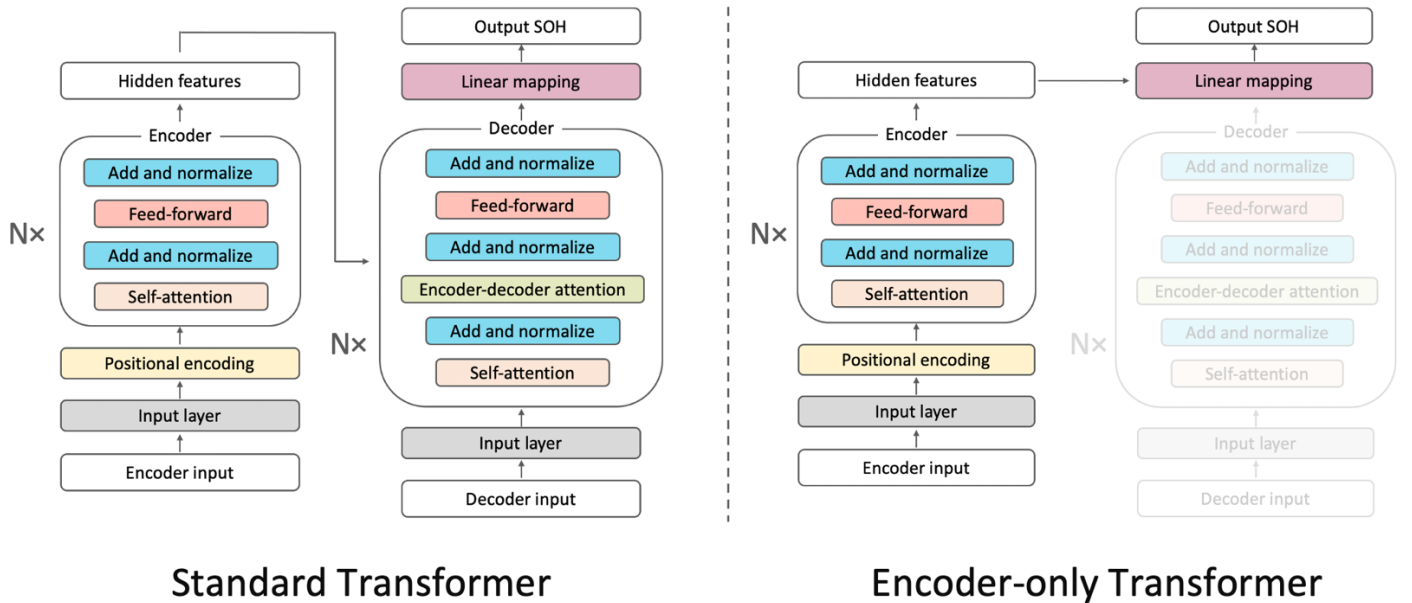 Output SOH
Linear mapping
Hidden features
Encoder
Add and normalize
Feed-forward
Add and normalize
Self-attention
N×
Positional encoding
Input layer
Encoder input
Decoder
Add and normalize
Feed-forward
Add and normalize
Encoder-decoder attention
Add and normalize
Self-attention
N×
Input layer
Decoder input
Standard Transformer
Output SOH
Linear mapping
Hidden features
Encoder
Add and normalize
Feed-forward
Add and normalize
Self-attention
N×
Positional encoding
Input layer
Encoder input
Decoder
Add and normalize
Feed-forward
Add and normalize
Encoder-decoder attention
Add and normalize
Self-attention
N×
Input layer
Decoder input
Encoder-only Transformer